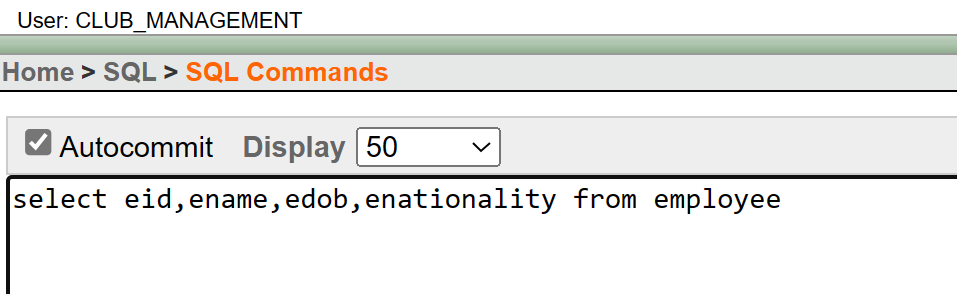 User: CLUB_MANAGEMENT
Home > SQL > SQL Commands
Autocommit Display 50
select eid,ename,edob,enationality from employee